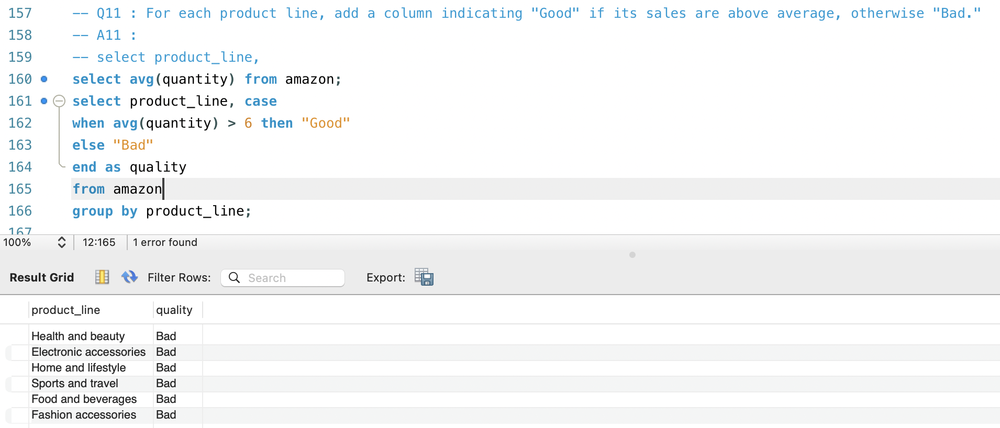 157 -- Q11 : For each product line, add a column indicating "Good" if its sales are above average, otherwise "Bad."
158 -- A11 :
159 -- select product_line,
160 select avg(quantity) from amazon;
161 select product_line, case
162 when avg(quantity) > 6 then "Good"
163 else "Bad"
164 end as quality
165 from amazon
166 group by product_line;
167
100% 12:165 1 error found
Result Grid Filter Rows: Search Export:
product_line quality
Health and beauty Bad
Electronic accessories Bad
Home and lifestyle Bad
Sports and travel Bad
Food and beverages Bad
Fashion accessories Bad